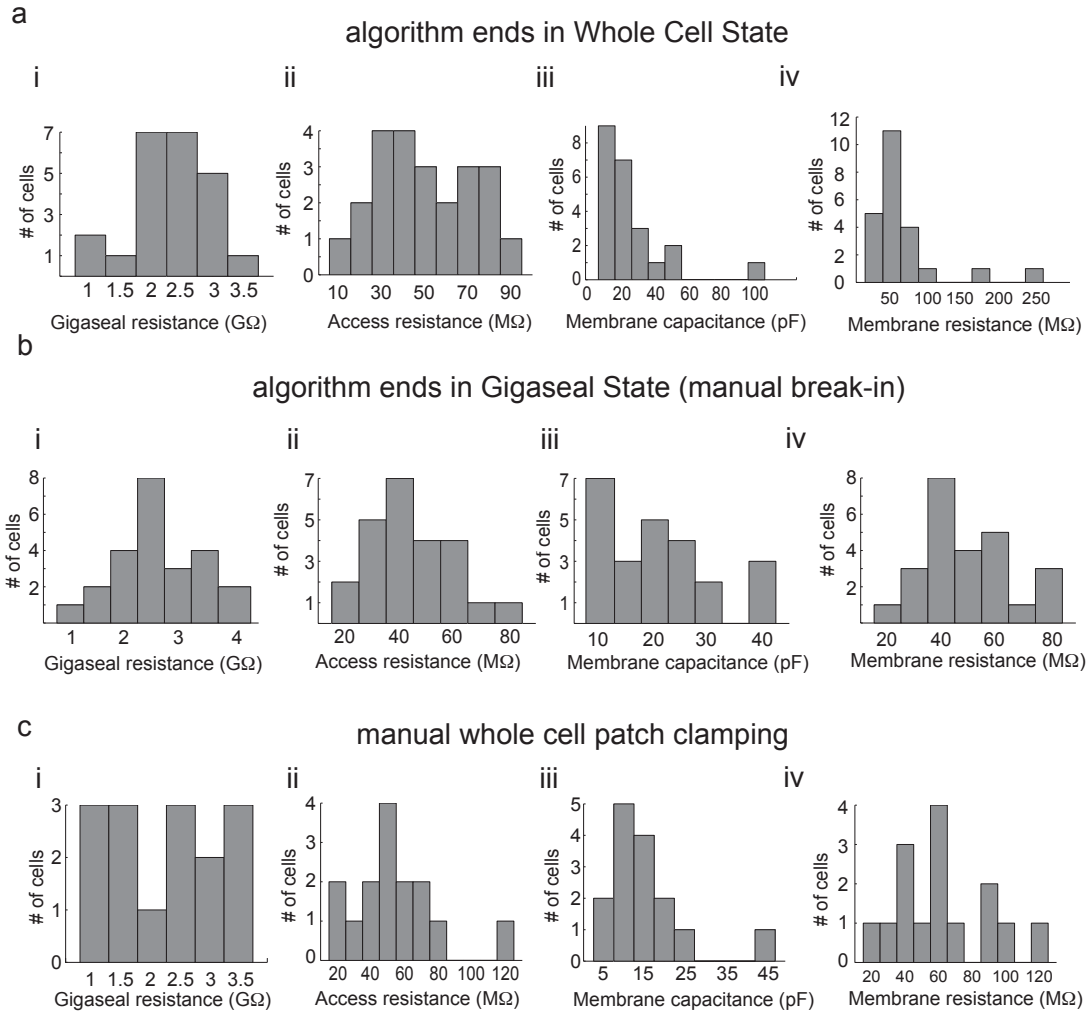 a
algorithm ends in Whole Cell State
i
ii
iii
iv
7
5
3
1
# of cells
1 1.5 2 2.5 3 3.5
Gigaseal resistance (GΩ)
4
3
2
1
0
# of cells
10 30 50 70 90
Access resistance (MΩ)
8
6
4
2
0
# of cells
0 20 40 60 80 100
Membrane capacitance (pF)
12
10
8
6
4
2
0
# of cells
50 100 150 200 250
Membrane resistance (MΩ)
b
algorithm ends in Gigaseal State (manual break-in)
i
ii
iii
iv
8
6
4
2
# of cells
1 2 3 4
Gigaseal resistance (GΩ)
7
5
3
1
# of cells
20 40 60 80
Access resistance (MΩ)
7
5
3
1
# of cells
10 20 30 40
Membrane capacitance (pF)
8
6
4
2
# of cells
20 40 60 80
Membrane resistance (MΩ)
c
manual whole cell patch clamping
i
ii
iii
iv
3
2
1
0
# of cells
1 1.5 2 2.5 3 3.5
Gigaseal resistance (GΩ)
4
3
2
1
0
# of cells
20 40 60 80 100 120
Access resistance (MΩ)
5
4
3
2
1
0
# of cells
5 15 25 35 45
Membrane capacitance (pF)
4
3
2
1
0
# of cells
20 40 60 80 100 120
Membrane resistance (MΩ)